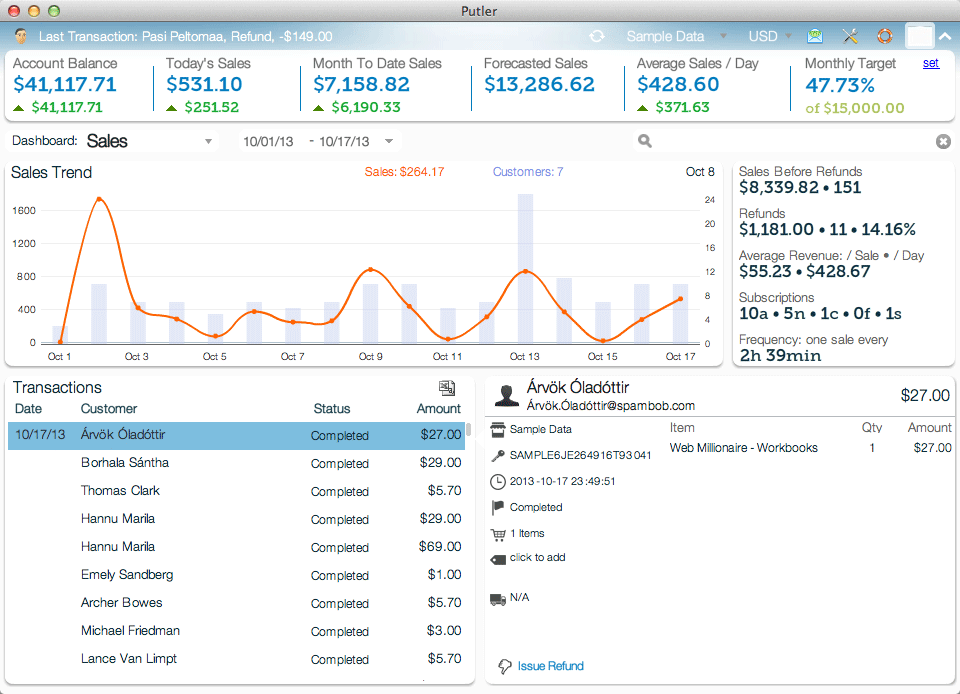 Putler
Last Transaction: Pasi Peltornaa, Refund, -$149.00
Sample Data
USD
Account Balance
$41,117.71
$41,117.71
Today's Sales
$531.10
$251.52
Month To Date Sales
$7,158.82
$6,190.33
Forecasted Sales
$13,286.62
Average Sales / Day
$428.60
$371.63
Monthly Target
set
47.73%
of $15,000.00
Dashboard: Sales
10/01/13 - 10/17/13
Sales Trend
Sales: $264.17
Customers: 7
Oct 8
1600
1200
800
400
0
24
20
16
12
8
4
0
Oct 1 Oct 3 Oct 5 Oct 7 Oct 9 Oct 11 Oct 13 Oct 15 Oct 17
Sales Before Refunds
$8,339.82 • 151
Refunds
$1,181.00 • 11 • 14.16%
Average Revenue: / Sale • / Day
$55.23 • $428.67
Subscriptions
10a • 5n • 1c • 0f • 1s
Frequency: one sale every
2h 39min
Transactions
Date Customer Status Amount
10/17/13 Árvök Óladóttir Completed $27.00
Borhala Sántha Completed $29.00
Thomas Clark Completed $5.70
Hannu Marila Completed $29.00
Hannu Marila Completed $69.00
Emely Sandberg Completed $1.00
Archer Bowes Completed $5.70
Michael Friedman Completed $3.00
Lance Van Limpt Completed $5.70
Árvök Óladóttir
Árvök.Óladóttir@spambob.com
$27.00
Sample Data
SAMPLE6JE264916T93041
2013-10-17 23:49:51
Completed
1 Items
click to add
N/A
Item Qty Amount
Web Millionaire - Workbooks 1 $27.00
Issue Refund